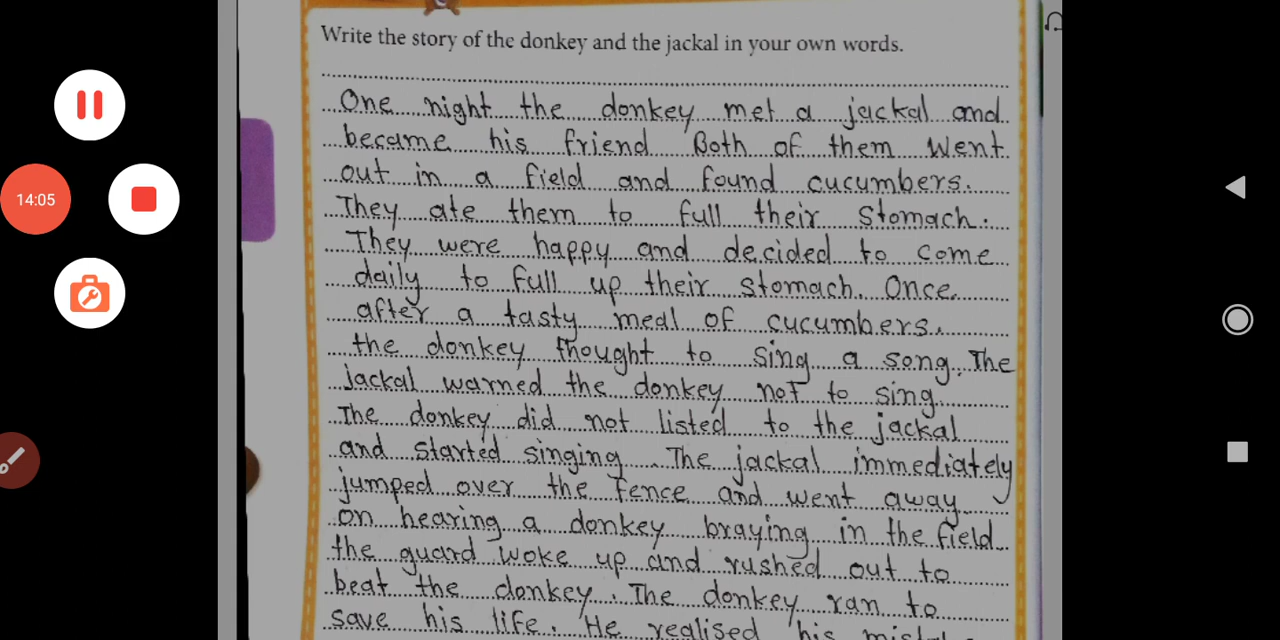 Write the story of the donkey and the jackal in your own words.
One night the donkey met a jackal and
became his friend Both of them went
out in a field and found cucumbers.
They ate them to full their stomach.
They were happy and decided to come
daily to full up their stomach. Once
after a tasty meal of cucumbers.
the donkey thought to sing a song. The
jackal warned the donkey not to sing.
The donkey did not listed to the jackal
and started singing. The jackal immediately
jumped over the fence and went away
on hearing a donkey braying in the field
the guard woke up and rushed out to
beat the donkey. The donkey ran to
save his life. He realised his
14:05